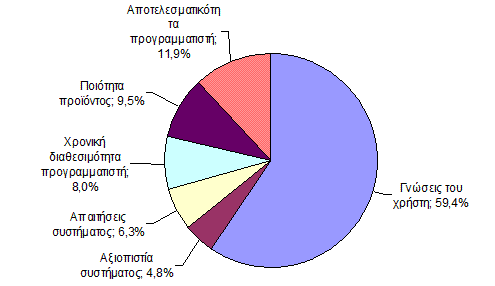 Αποτελεσματικότη
τα
προγραμματιστή;
11,9%
Ποιότητα
προϊόντος; 9,5%
Χρονική
διαθεσιμότητα
προγραμματιστή;
8,0%
Απαιτήσεις
συστήματος; 6,3%
Αξιοπιστία
συστήματος; 4,8%
Γνώσεις του
χρήστη; 59,4%